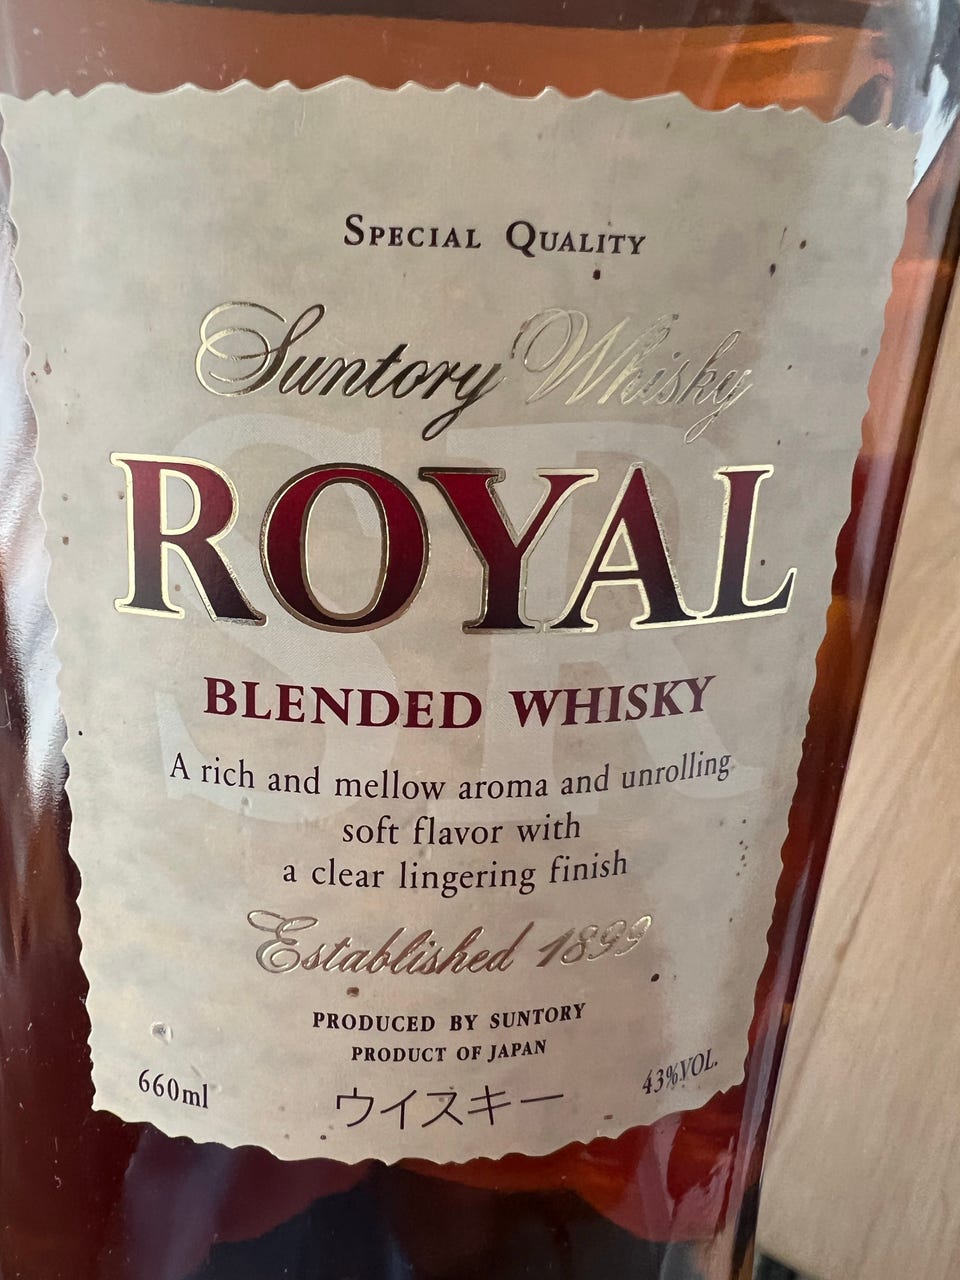 SPECIAL QUALITY
Suntory Whisky
ROYAL
BLENDED WHISKY
A rich and mellow aroma and unrolling
soft flavor with
a clear lingering finish
Established 1899
PRODUCED BY SUNTORY
PRODUCT OF JAPAN
660ml ウイスキー 43%VOL.
SR